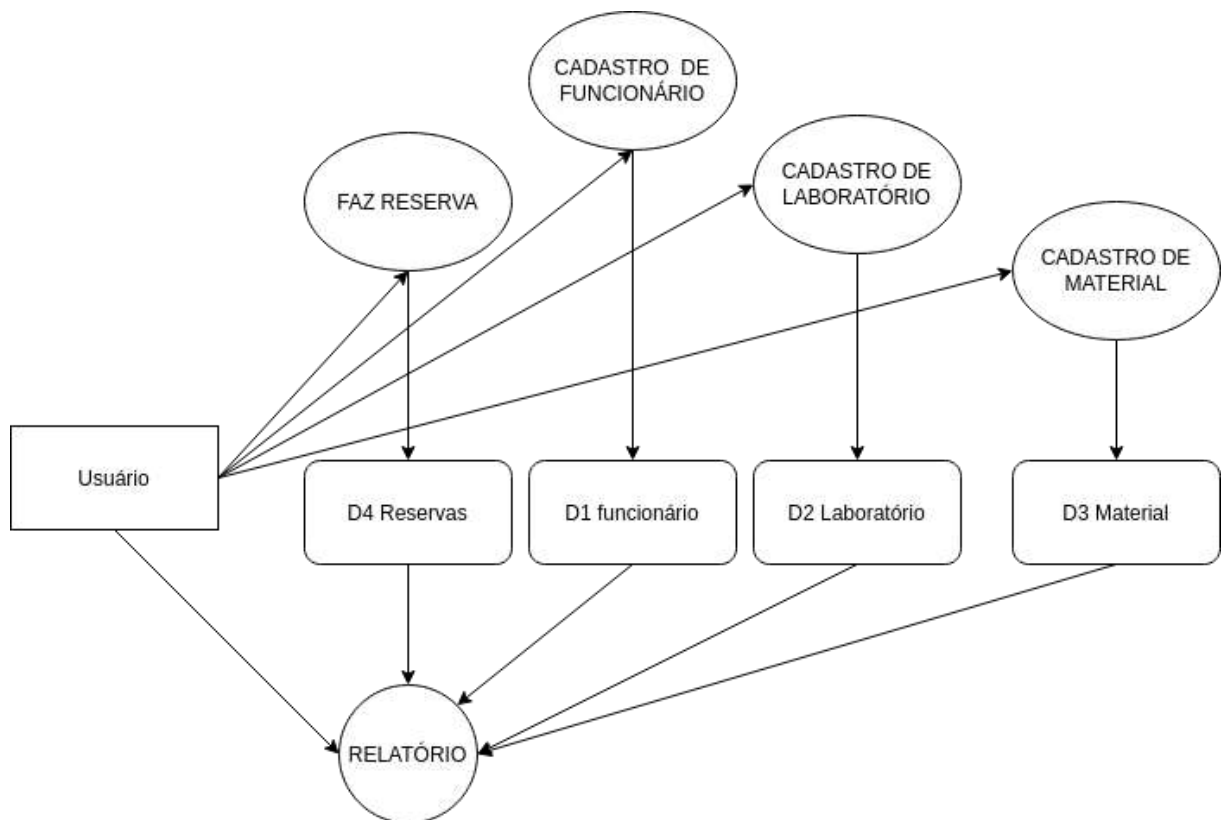 CADASTRO DE
FUNCIONÁRIO
CADASTRO DE
LABORATÓRIO
FAZ RESERVA
CADASTRO DE
MATERIAL
Usuário
D4 Reservas
D1 funcionário
D2 Laboratório
D3 Material
RELATÓRIO